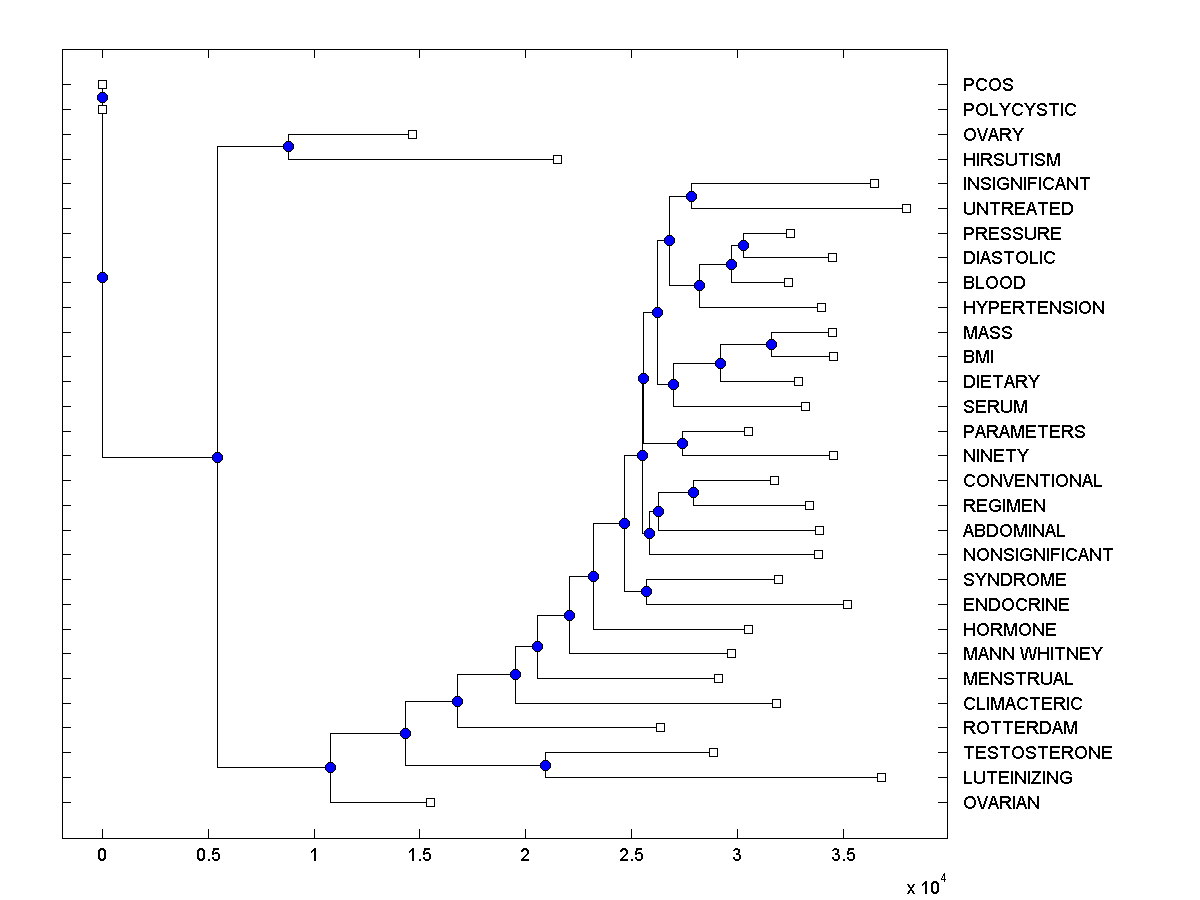 PCOS
POLYCYSTIC
OVARY
HIRSUTISM
INSIGNIFICANT
UNTREATED
PRESSURE
DIASTOLIC
BLOOD
HYPERTENSION
MASS
BMI
DIETARY
SERUM
PARAMETERS
NINETY
CONVENTIONAL
REGIMEN
ABDOMINAL
NONSIGNIFICANT
SYNDROME
ENDOCRINE
HORMONE
MANN WHITNEY
MENSTRUAL
CLIMACTERIC
ROTTERDAM
TESTOSTERONE
LUTEINIZING
OVARIAN
0 0.5 1 1.5 2 2.5 3 3.5
x 10^4